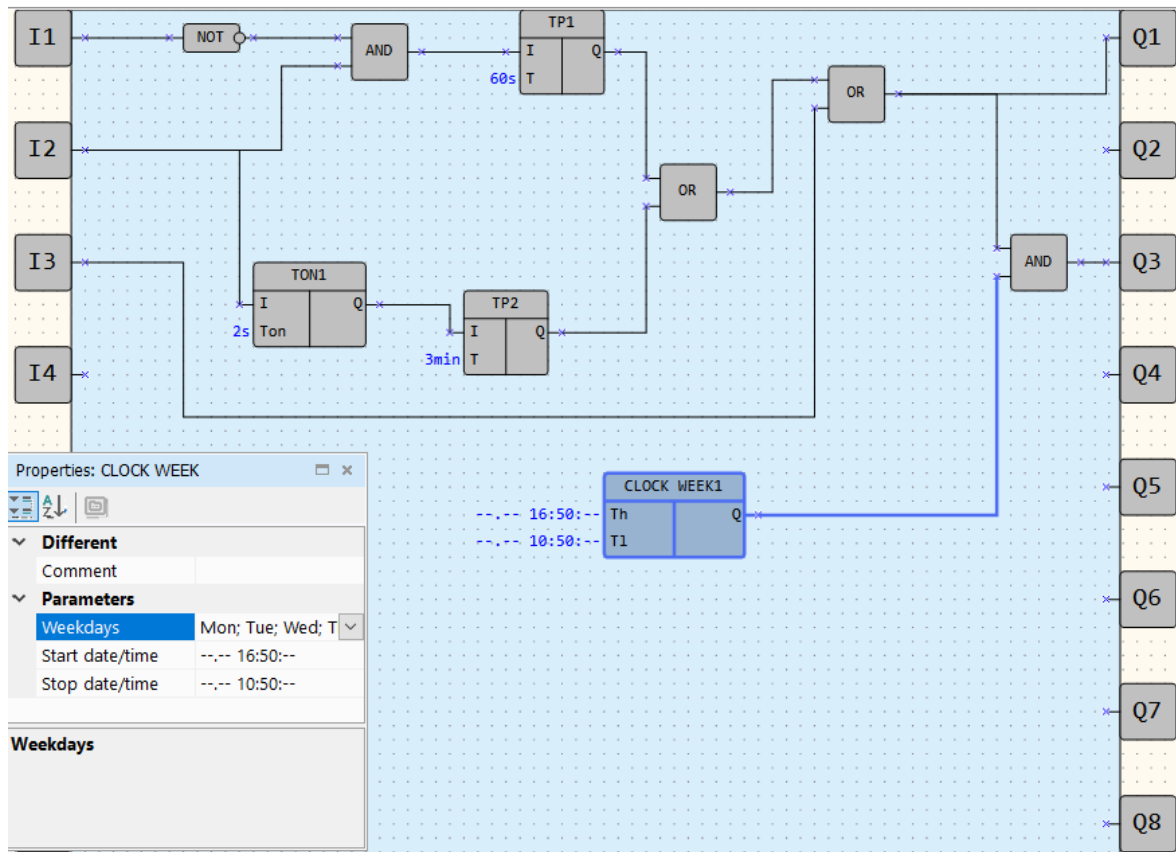 I1
NOT
AND
TP1
I Q
60s T
OR
Q1
I2
OR
Q2
I3
TON1
I Q
2s Ton
TP2
I Q
3min T
AND
Q3
I4
Q4
Properties: CLOCK WEEK
Different
Comment
Parameters
Weekdays Mon; Tue; Wed; T
Start date/time --.-- 16:50:--
Stop date/time --.-- 10:50:--
Weekdays
CLOCK WEEK1
--.-- 16:50:-- Th Q
--.-- 10:50:-- Tl
Q5
Q6
Q7
Q8